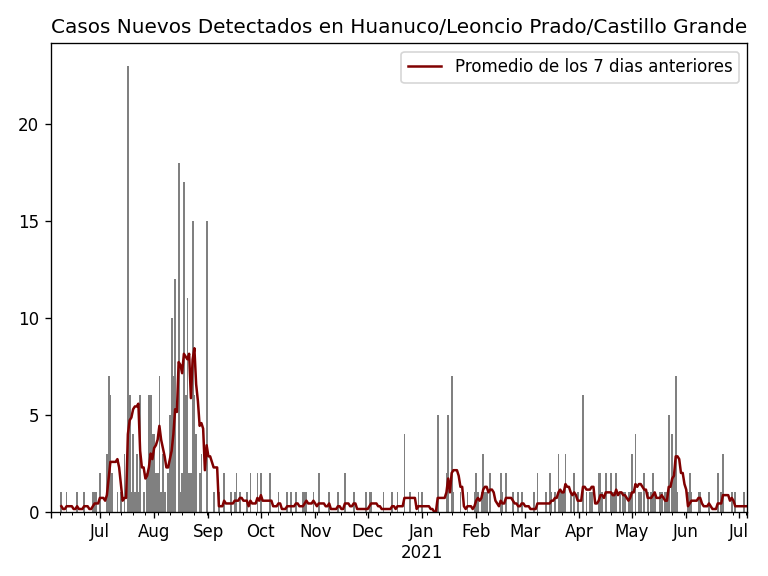 Casos Nuevos Detectados en Huanuco/Leoncio Prado/Castillo Grande
Promedio de los 7 dias anteriores
20
15
10
5
0
Jul Aug Sep Oct Nov Dec Jan Feb Mar Apr May Jun Jul
2021